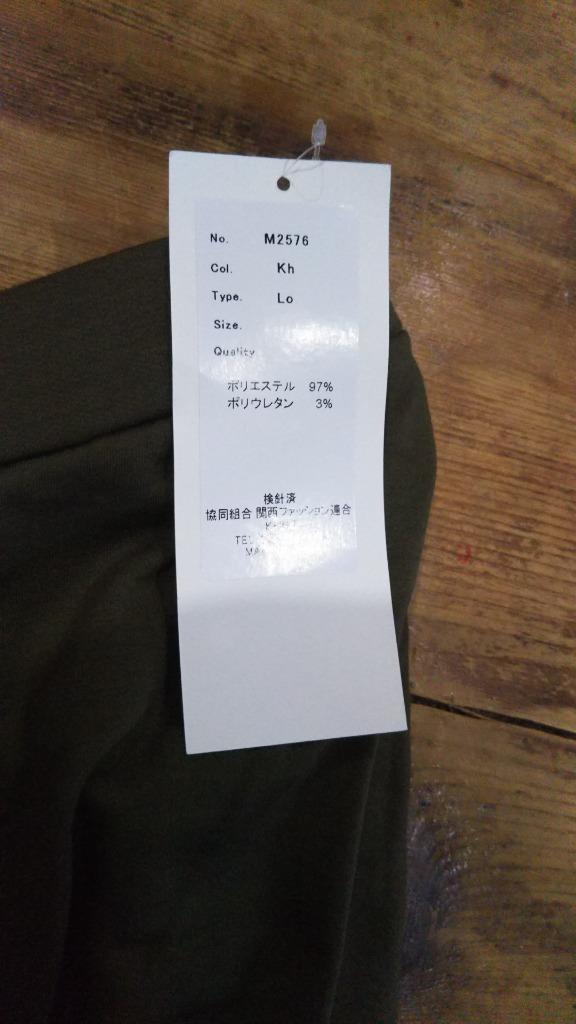 No. M2576
Col. Kh
Type. Lo
Size.
Quality
ポリエステル 97%
ポリウレタン 3%
検針済
協同組合 関西ファッション連合
TEL